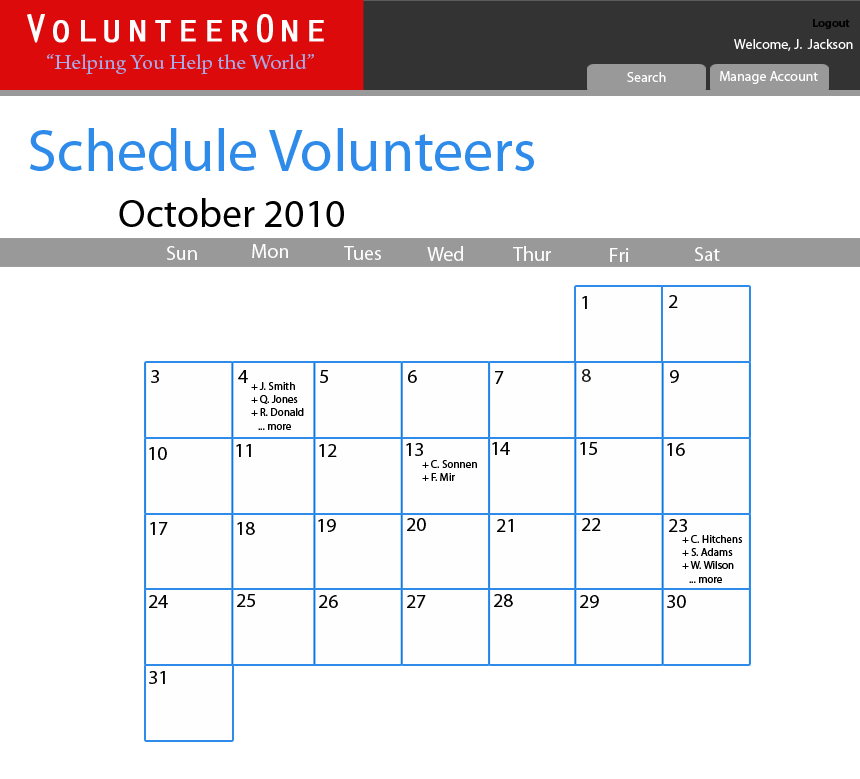 VOLUNTEERONE
“Helping You Help the World”
Logout
Welcome, J. Jackson
Search
Manage Account
Schedule Volunteers
October 2010
Sun Mon Tues Wed Thur Fri Sat
1 2
3 4 5 6 7 8 9
+ J. Smith
+ Q. Jones
+ R. Donald
... more
10 11 12 13 14 15 16
+ C. Sonnen
+ F. Mir
17 18 19 20 21 22 23
+ C. Hitchens
+ S. Adams
+ W. Wilson
... more
24 25 26 27 28 29 30
31